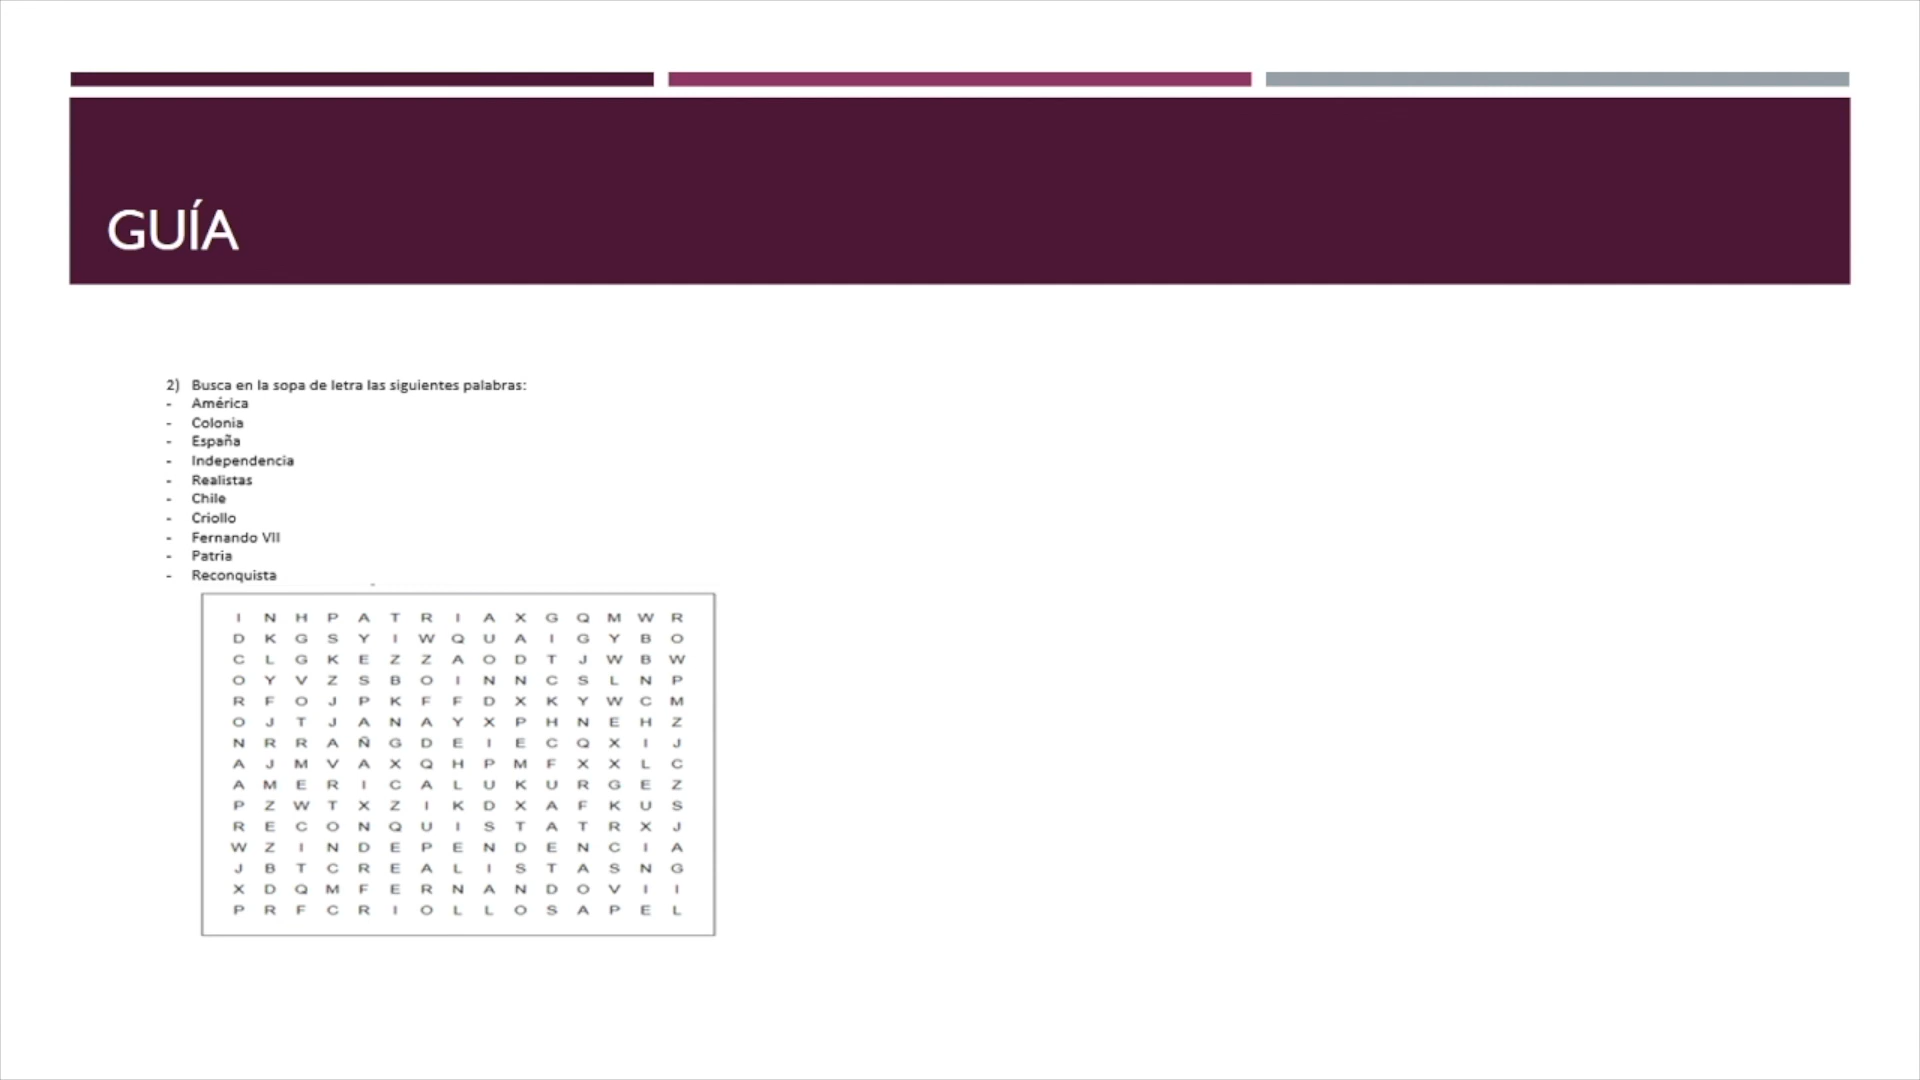 GUÍA
2) Busca en la sopa de letra las siguientes palabras:
- América
- Colonia
- España
- Independencia
- Realistas
- Chile
- Criollo
- Fernando VII
- Patria
- Reconquista
I N H P A T R I A X G Q M W R
D K G S Y I W Q U A I G Y B O
C L G K E Z Z A O D T J W B W
O Y V Z S B O I N N C S L N P
R F O J P K F F D X K Y W C M
O J T J A N A Y X P H N E H Z
N R R A Ñ G D E I E C Q X I J
A J M V A X Q H P M F X X L C
A M E R I C A L U K U R G E Z
P Z W T X Z I K D X A F K U S
R E C O N Q U I S T A T R X J
W Z I N D E P E N D E N C I A
J B T C R E A L I S T A S N G
X D Q M F E R N A N D O V I I
P R F C R I O L L O S A P E L